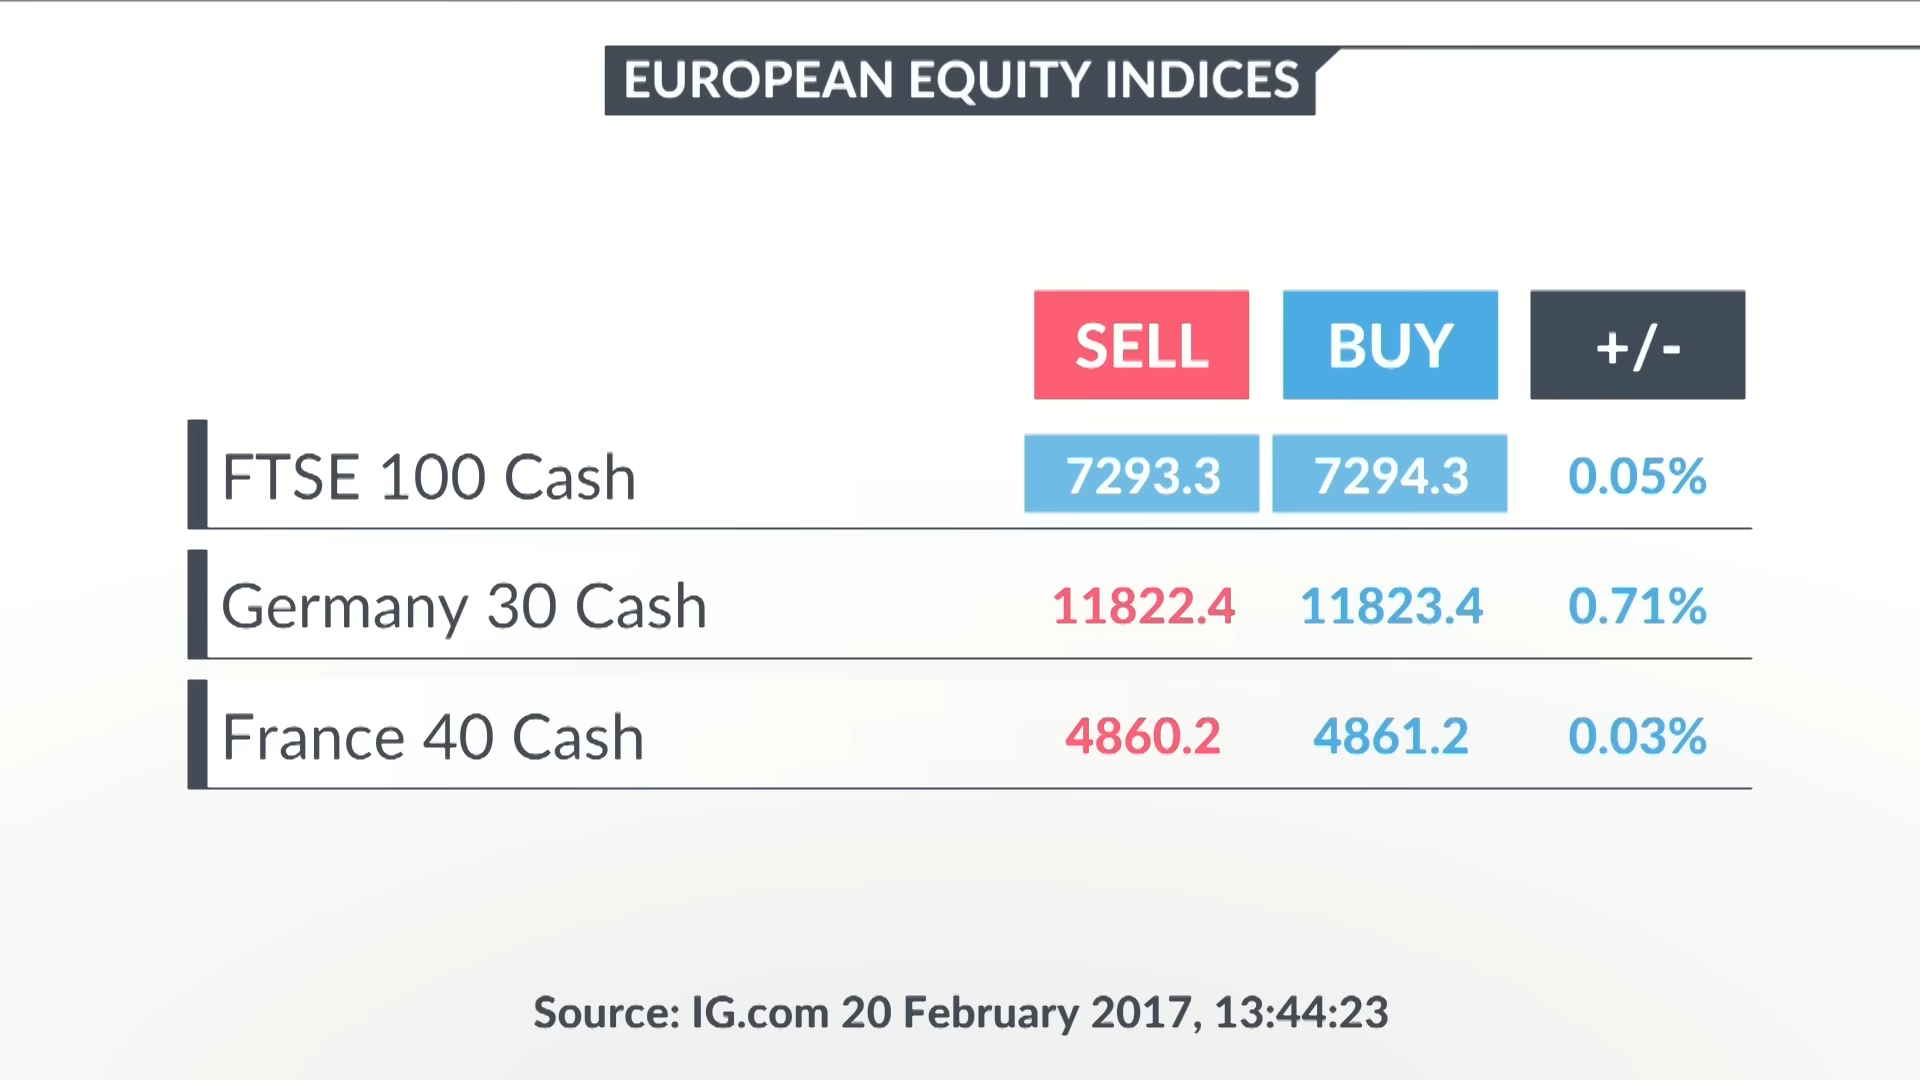 EUROPEAN EQUITY INDICES
SELL BUY +/-
FTSE 100 Cash 7293.3 7294.3 0.05%
Germany 30 Cash 11822.4 11823.4 0.71%
France 40 Cash 4860.2 4861.2 0.03%
Source: IG.com 20 February 2017, 13:44:23